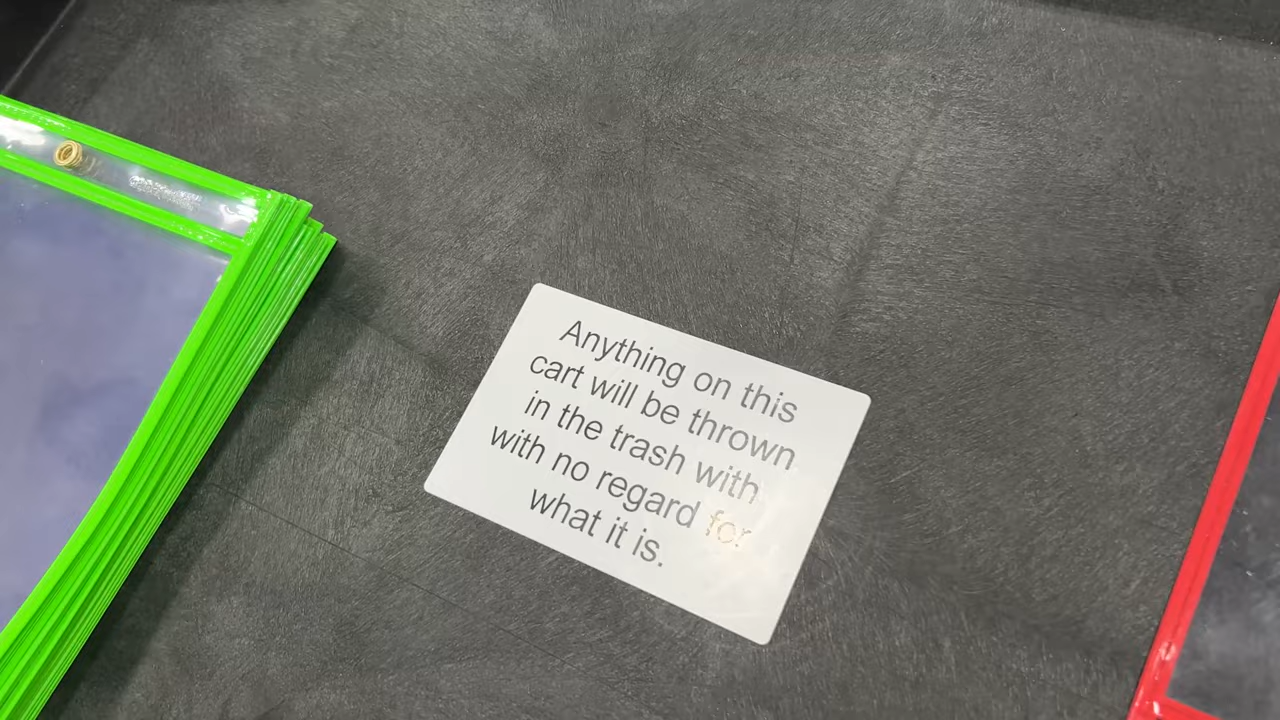 Anything on this
cart will be thrown
in the trash with
with no regard for
what it is.